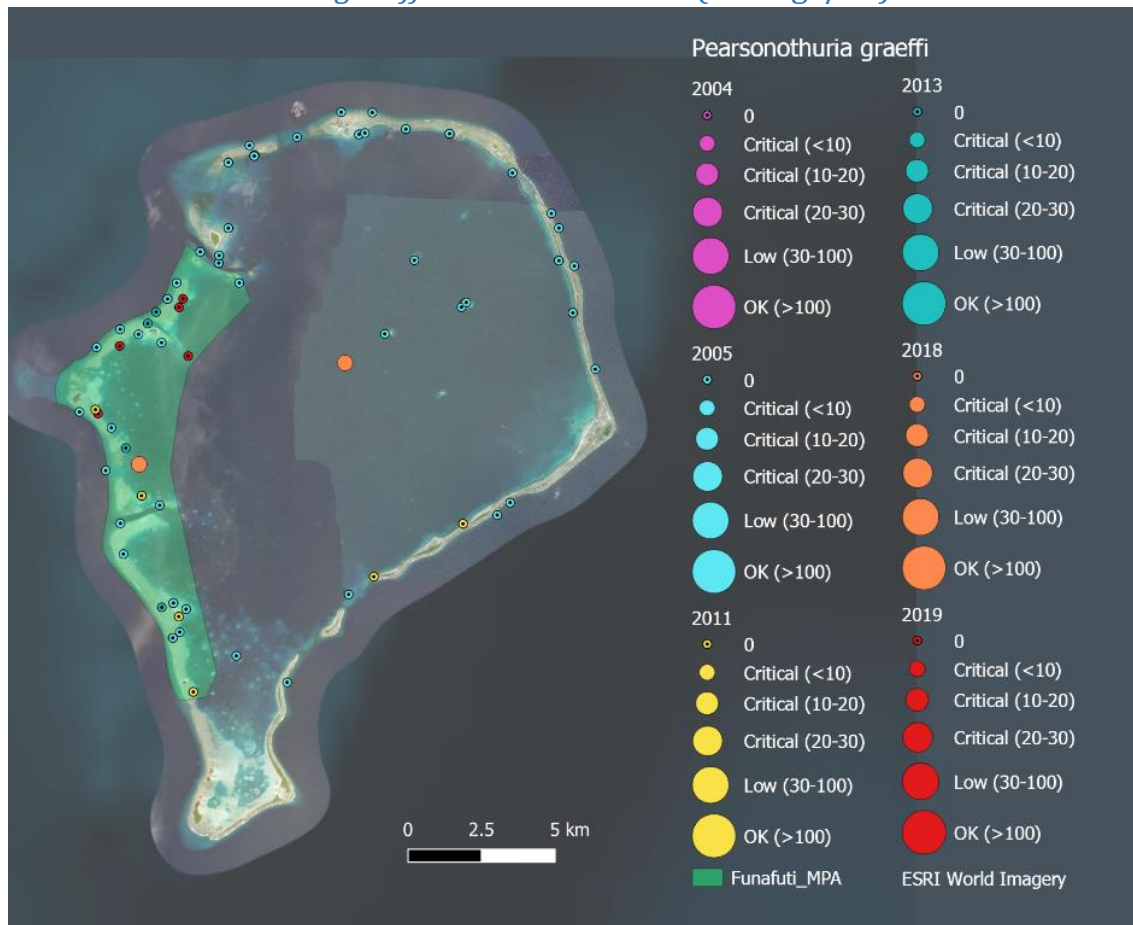 Pearsonothuria graeffi
2004
0
Critical (<10)
Critical (10-20)
Critical (20-30)
Low (30-100)
OK (>100)
2005
0
Critical (<10)
Critical (10-20)
Critical (20-30)
Low (30-100)
OK (>100)
2011
0
Critical (<10)
Critical (10-20)
Critical (20-30)
Low (30-100)
OK (>100)
Funafuti_MPA
2013
0
Critical (<10)
Critical (10-20)
Critical (20-30)
Low (30-100)
OK (>100)
2018
0
Critical (<10)
Critical (10-20)
Critical (20-30)
Low (30-100)
OK (>100)
2019
0
Critical (<10)
Critical (10-20)
Critical (20-30)
Low (30-100)
OK (>100)
ESRI World Imagery
0 2.5 5 km